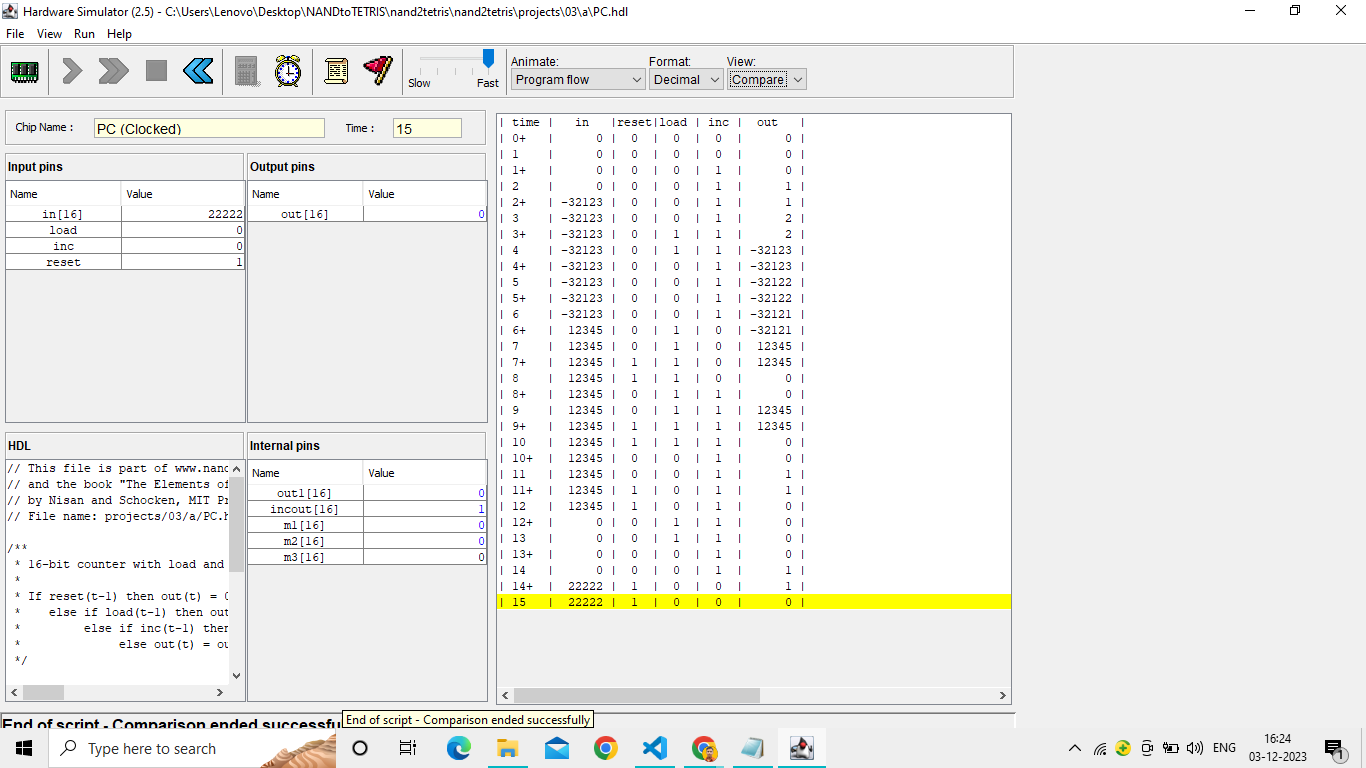 Hardware Simulator (2.5) - C:\Users\Lenovo\Desktop\NANDtoTETRIS\nand2tetris\nand2tetris\projects\03\a\PC.hdl
File View Run Help
Slow Fast
Animate:
Program flow
Format:
Decimal
View:
Compare
Chip Name : PC (Clocked) Time : 15
Input pins
Name Value
in[16] 22222
load 0
inc 0
reset 1
Output pins
Name Value
out[16] 0
HDL
// This file is part of www.nand
// and the book "The Elements of
// by Nisan and Schocken, MIT Pr
// File name: projects/03/a/PC.h
/**
* 16-bit counter with load and
*
* If reset(t-1) then out(t) = 0
* else if load(t-1) then out
* else if inc(t-1) then
* else out(t) = ou
*/
Internal pins
Name Value
out1[16] 0
incout[16] 1
m1[16] 0
m2[16] 0
m3[16] 0
| time | in |reset|load | inc | out |
| 0+ | 0 | 0 | 0 | 0 | 0 |
| 1 | 0 | 0 | 0 | 0 | 0 |
| 1+ | 0 | 0 | 0 | 1 | 0 |
| 2 | 0 | 0 | 0 | 1 | 1 |
| 2+ | -32123 | 0 | 0 | 1 | 1 |
| 3 | -32123 | 0 | 0 | 1 | 2 |
| 3+ | -32123 | 0 | 1 | 1 | 2 |
| 4 | -32123 | 0 | 1 | 1 | -32123 |
| 4+ | -32123 | 0 | 0 | 1 | -32123 |
| 5 | -32123 | 0 | 0 | 1 | -32122 |
| 5+ | -32123 | 0 | 0 | 1 | -32122 |
| 6 | -32123 | 0 | 0 | 1 | -32121 |
| 6+ | 12345 | 0 | 1 | 0 | -32121 |
| 7 | 12345 | 0 | 1 | 0 | 12345 |
| 7+ | 12345 | 1 | 1 | 0 | 12345 |
| 8 | 12345 | 1 | 1 | 0 | 0 |
| 8+ | 12345 | 0 | 1 | 1 | 0 |
| 9 | 12345 | 0 | 1 | 1 | 12345 |
| 9+ | 12345 | 1 | 1 | 1 | 12345 |
| 10 | 12345 | 1 | 1 | 1 | 0 |
| 10+ | 12345 | 0 | 0 | 1 | 0 |
| 11 | 12345 | 0 | 0 | 1 | 1 |
| 11+ | 12345 | 1 | 0 | 1 | 1 |
| 12 | 12345 | 1 | 0 | 1 | 0 |
| 12+ | 0 | 0 | 1 | 1 | 0 |
| 13 | 0 | 0 | 1 | 1 | 0 |
| 13+ | 0 | 0 | 0 | 1 | 0 |
| 14 | 0 | 0 | 0 | 1 | 1 |
| 14+ | 22222 | 1 | 0 | 0 | 1 |
| 15 | 22222 | 1 | 0 | 0 | 0 |
End of script - Comparison ended successfu
End of script - Comparison ended successfully
Type here to search
ENG
16:24
03-12-2023
1